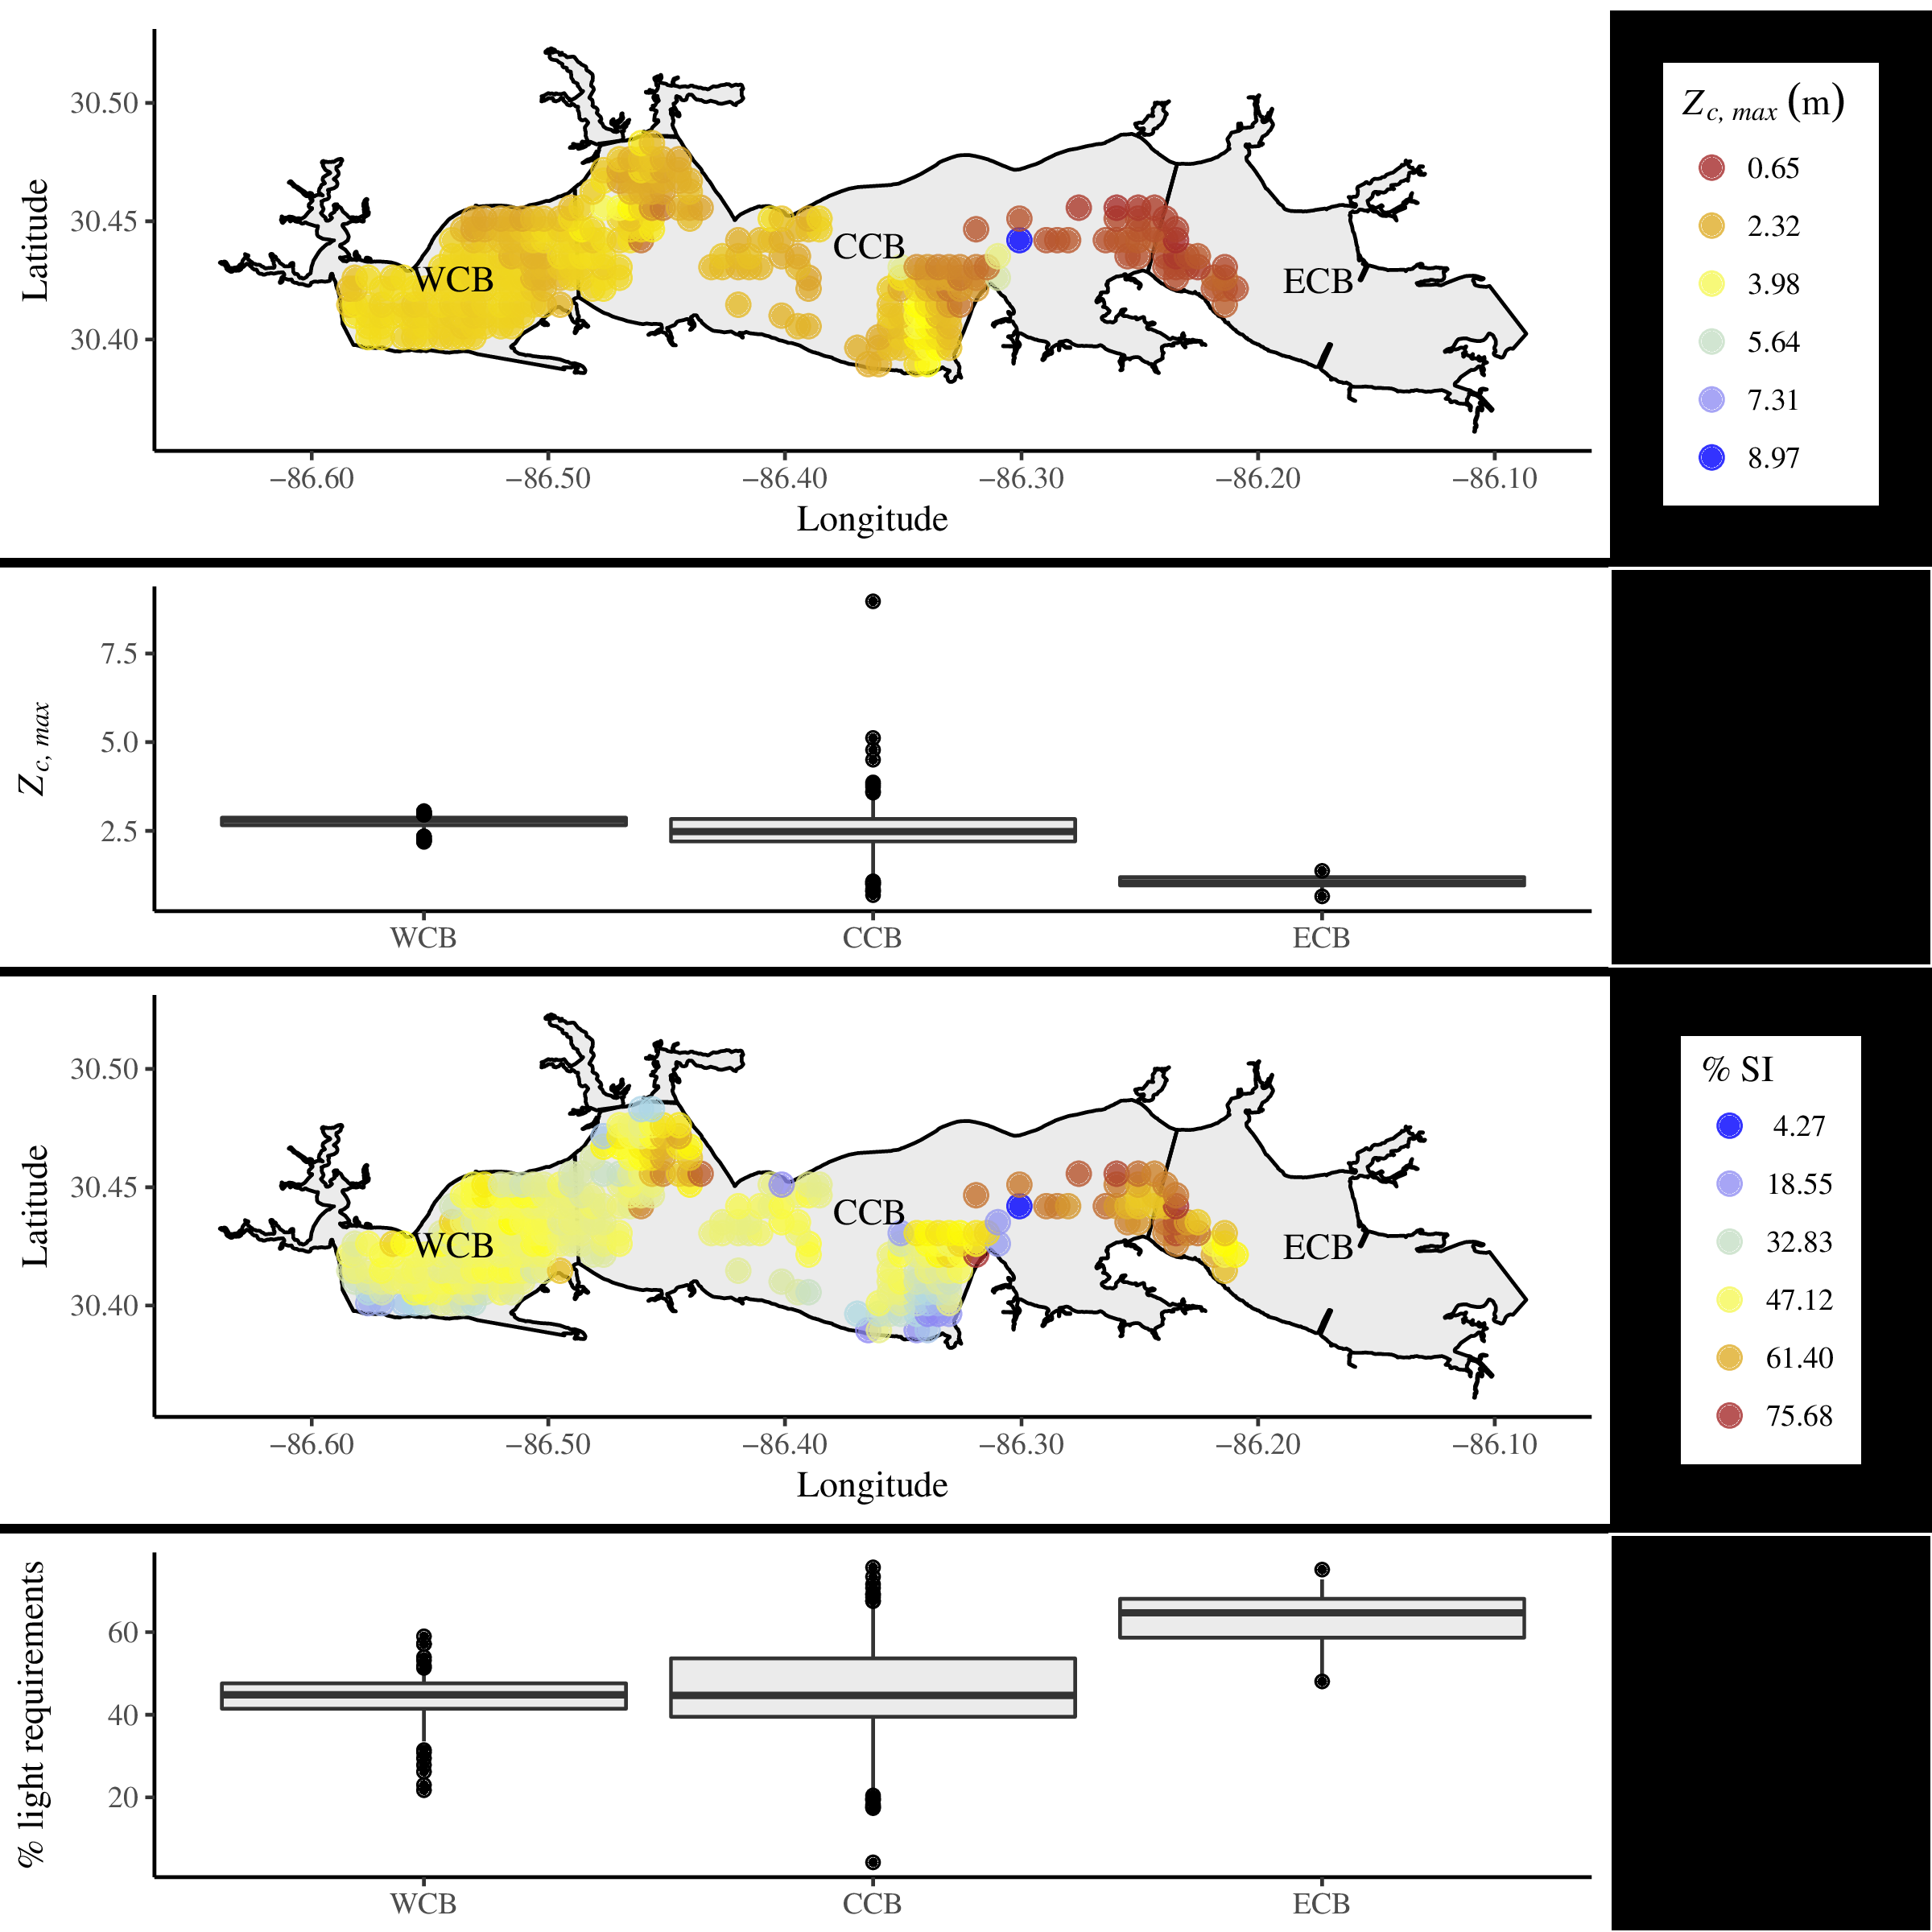 Latitude
30.50
30.45
30.40
WCB
CCB
ECB
−86.60 −86.50 −86.40 −86.30 −86.20 −86.10
Longitude
Zc, max (m)
0.65
2.32
3.98
5.64
7.31
8.97
Zc, max
7.5
5.0
2.5
WCB CCB ECB
Latitude
30.50
30.45
30.40
WCB
CCB
ECB
−86.60 −86.50 −86.40 −86.30 −86.20 −86.10
Longitude
% SI
4.27
18.55
32.83
47.12
61.40
75.68
% light requirements
60
40
20
WCB CCB ECB